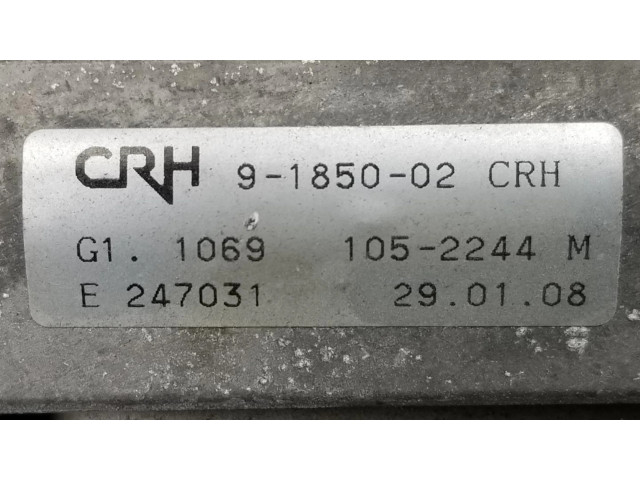 CRH 9-1850-02 CRH
G1. 1069 105-2244 M
E 247031 29.01.08